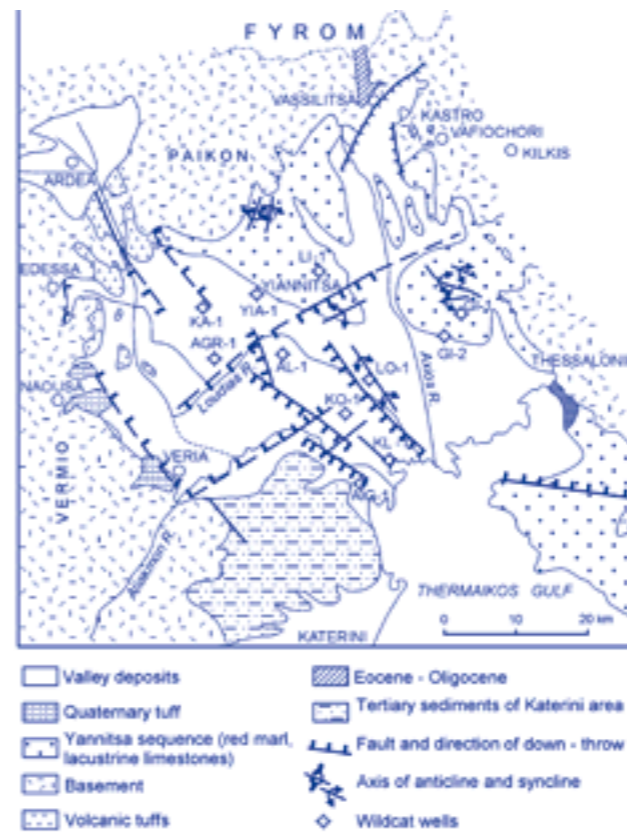 FYROM
VASSILITSA
KASTRO
VAFIOCHORI
KILKIS
PAIKON
ARDEA
EDESSA
LI-1
YIANNITSA
KA-1
YIA-1
AGR-1
AL-1
LO-1
GI-2
THESSALONI
Loudias R.
Axios R.
NAOUSA
KO-1
KL
VERIA
VERMIO
Aliakmon R.
THERMAIKOS GULF
KATERINI
0 10 20 km
Valley deposits
Quaternary tuff
Yannitsa sequence (red marl,
lacustrine limestones)
Basement
Volcanic tuffs
Eocene - Oligocene
Tertiary sediments of Katerini area
Fault and direction of down - throw
Axis of anticline and syncline
Wildcat wells